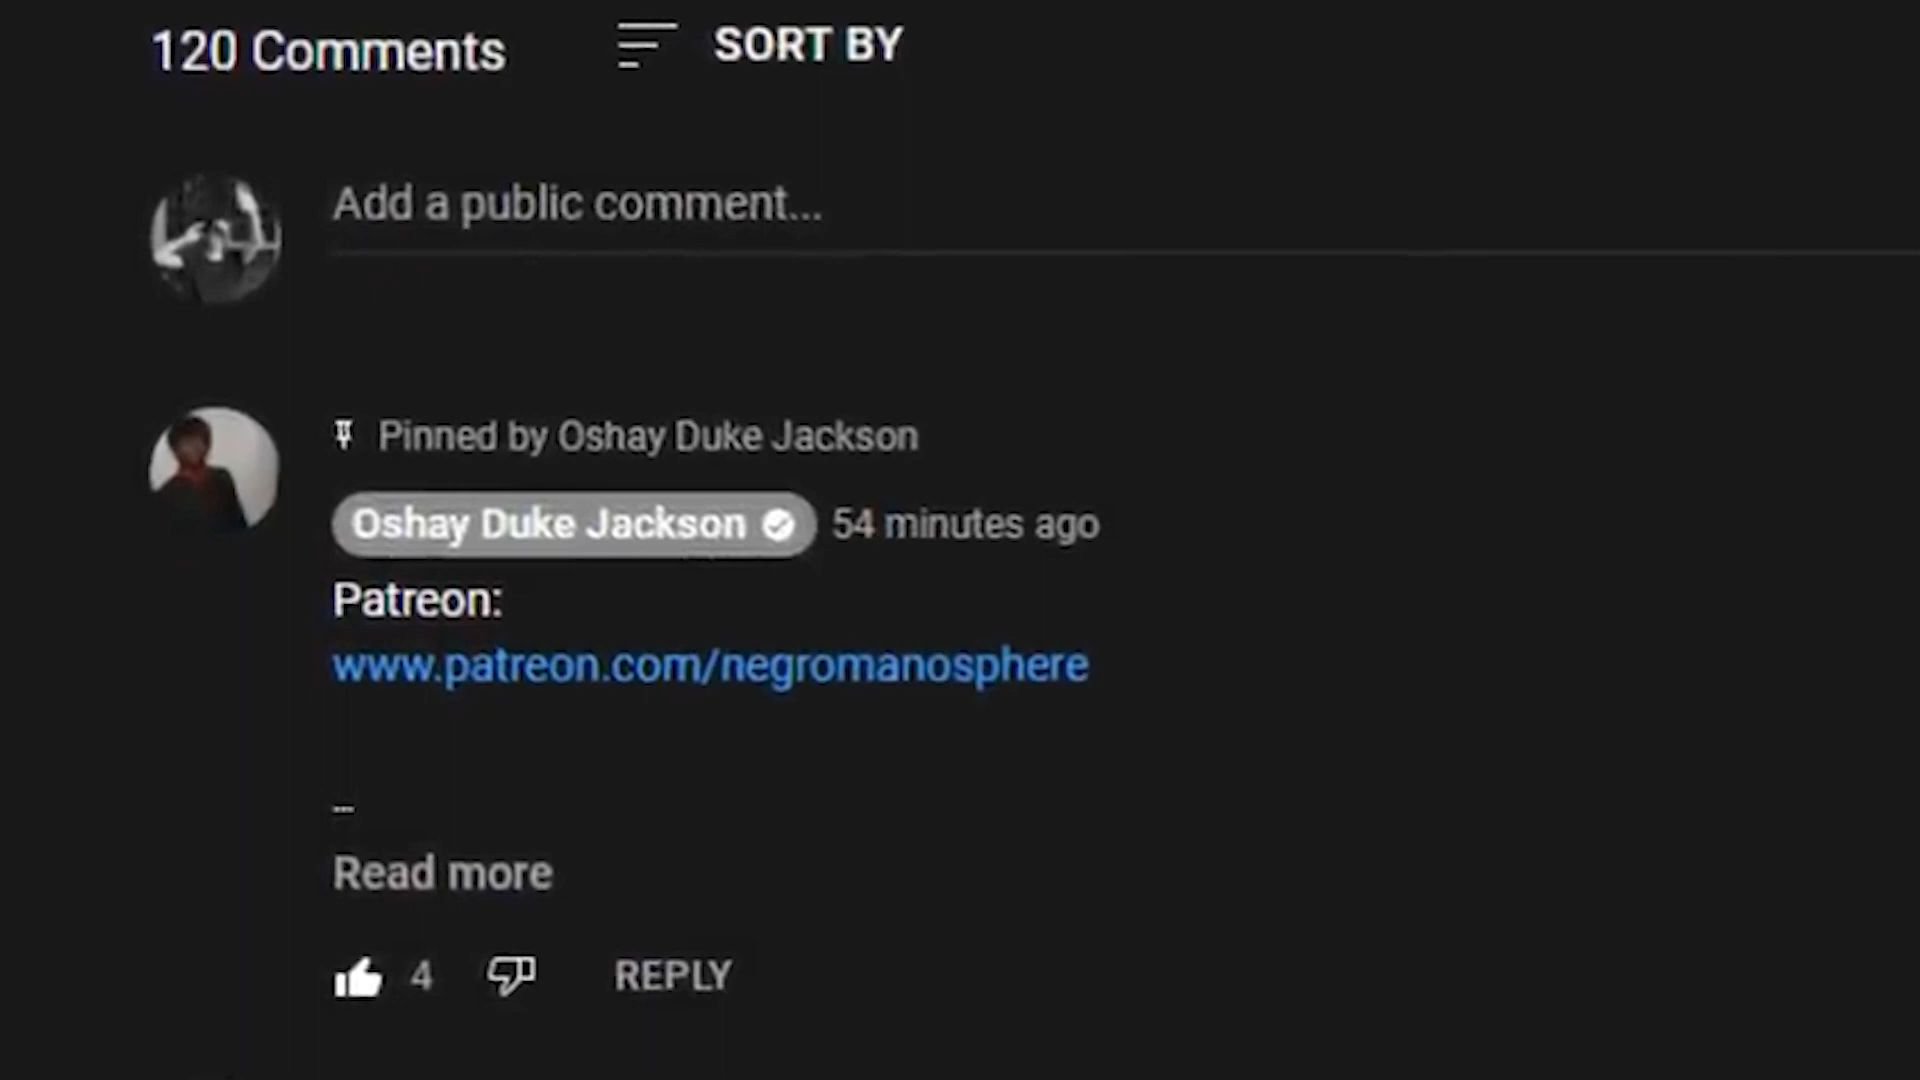 120 Comments
SORT BY
Add a public comment...
Pinned by Oshay Duke Jackson
Oshay Duke Jackson 54 minutes ago
Patreon:
www.patreon.com/negromanosphere
...
Read more
4 REPLY